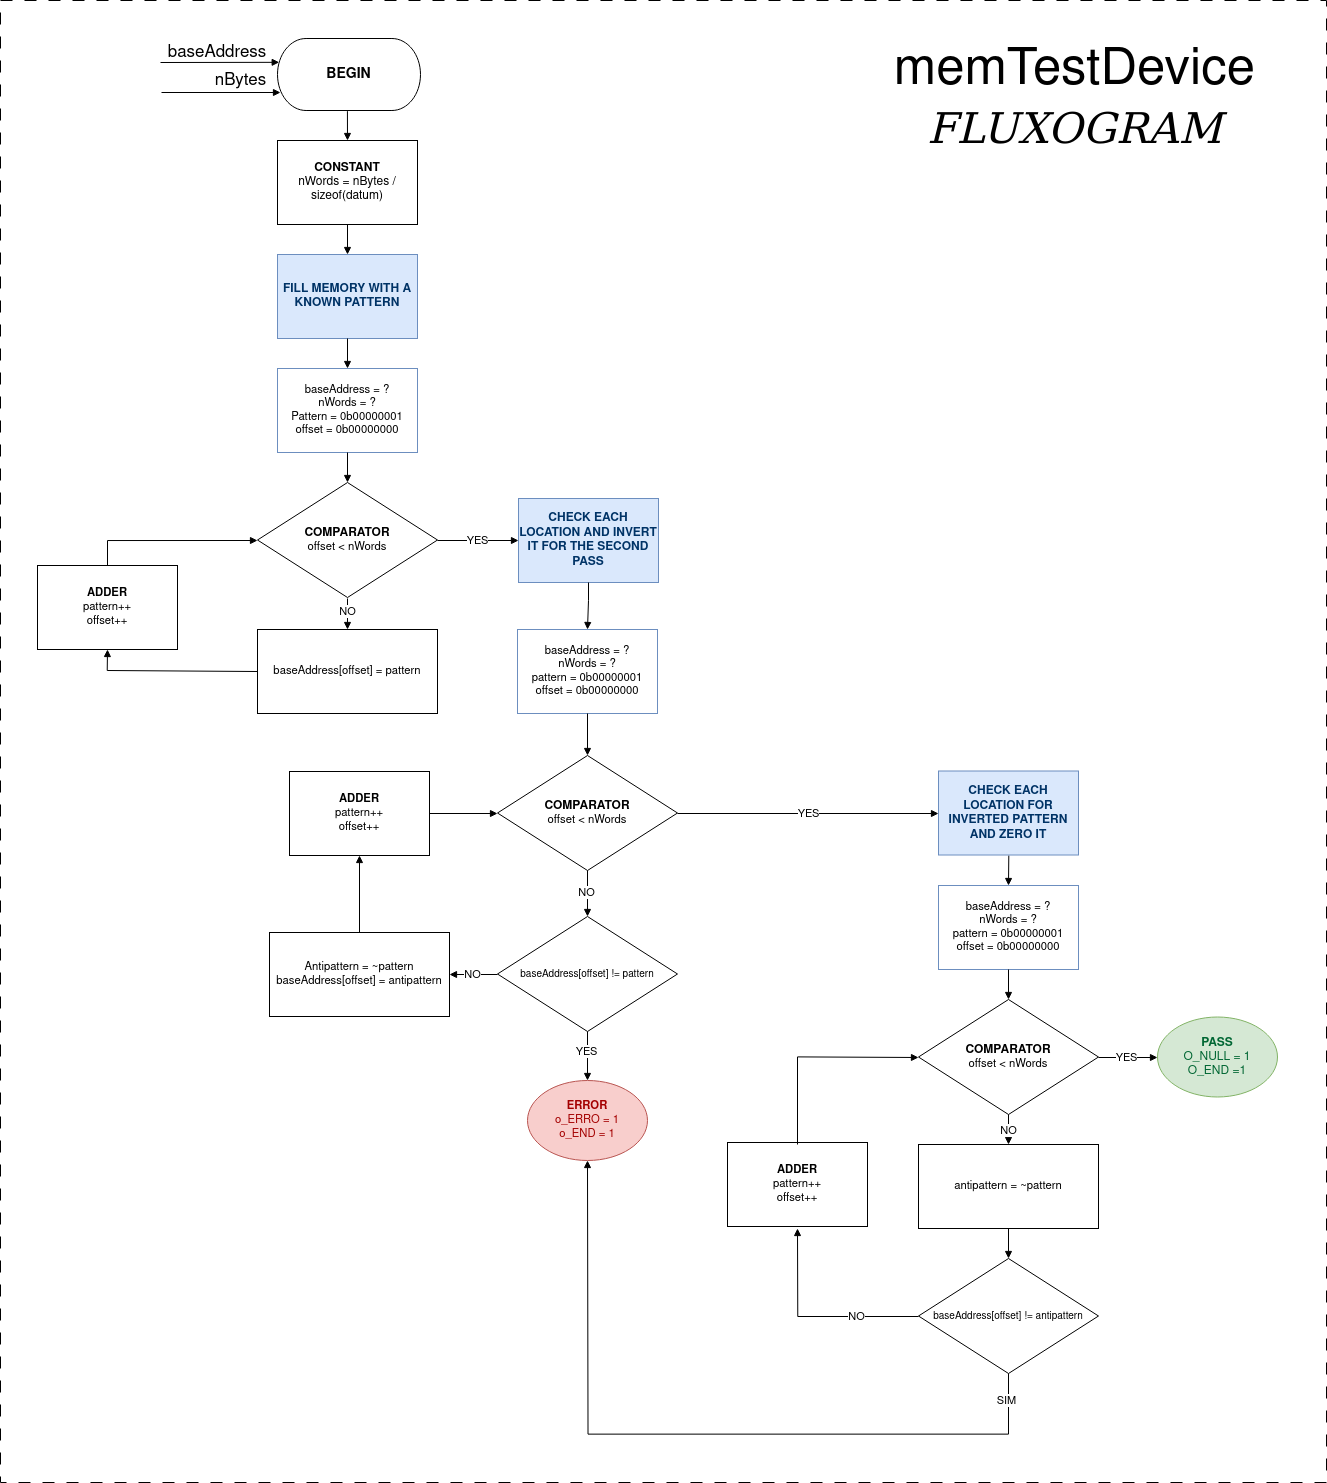 baseAddress
nBytes
BEGIN
memTestDevice
FLUXOGRAM
CONSTANT
nWords = nBytes /
sizeof(datum)
FILL MEMORY WITH A
KNOWN PATTERN
baseAddress = ?
nWords = ?
Pattern = 0b00000001
offset = 0b00000000
COMPARATOR
offset < nWords
YES
NO
ADDER
pattern++
offset++
baseAddress[offset] = pattern
CHECK EACH
LOCATION AND INVERT
IT FOR THE SECOND
PASS
baseAddress = ?
nWords = ?
pattern = 0b00000001
offset = 0b00000000
COMPARATOR
offset < nWords
YES
NO
ADDER
pattern++
offset++
Antipattern = ~pattern
baseAddress[offset] = antipattern
NO
baseAddress[offset] != pattern
YES
ERROR
o_ERRO = 1
o_END = 1
CHECK EACH
LOCATION FOR
INVERTED PATTERN
AND ZERO IT
baseAddress = ?
nWords = ?
pattern = 0b00000001
offset = 0b00000000
COMPARATOR
offset < nWords
YES
PASS
O_NULL = 1
O_END =1
NO
antipattern = ~pattern
ADDER
pattern++
offset++
NO
baseAddress[offset] != antipattern
SIM